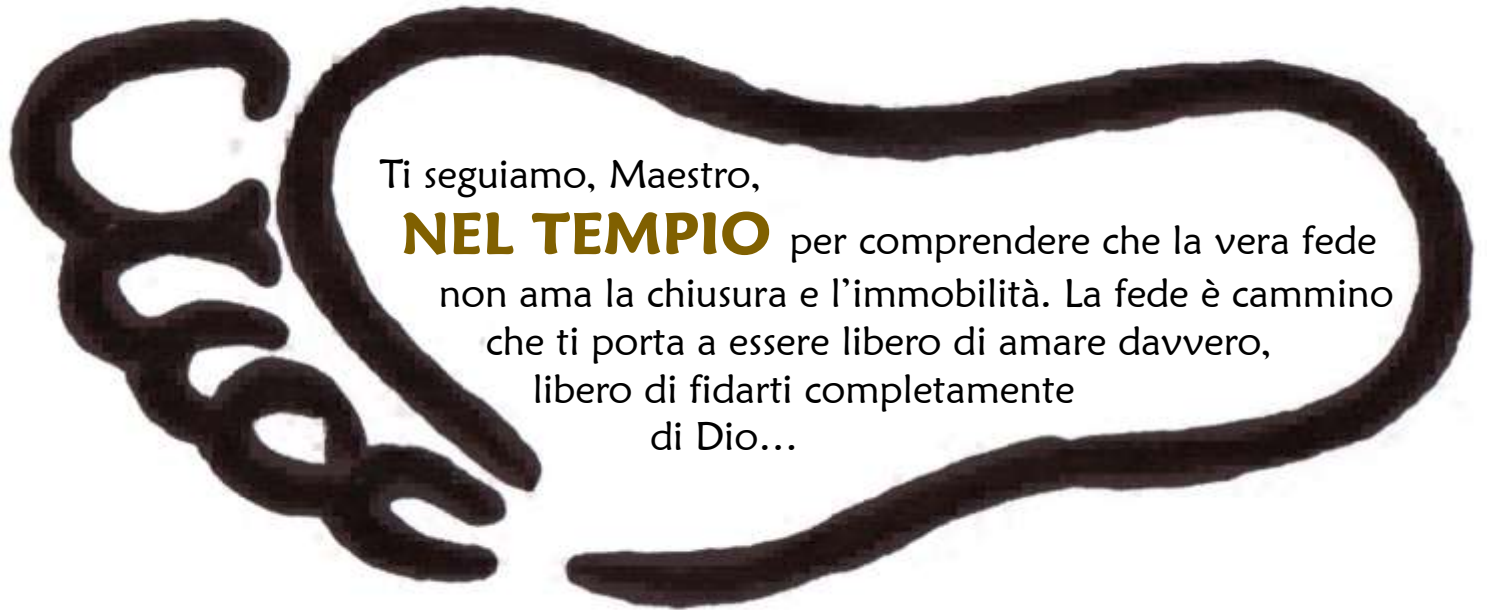 Ti seguiamo, Maestro,
NEL TEMPIO per comprendere che la vera fede
non ama la chiusura e l’immobilità. La fede è cammino
che ti porta a essere libero di amare davvero,
libero di fidarti completamente
di Dio…